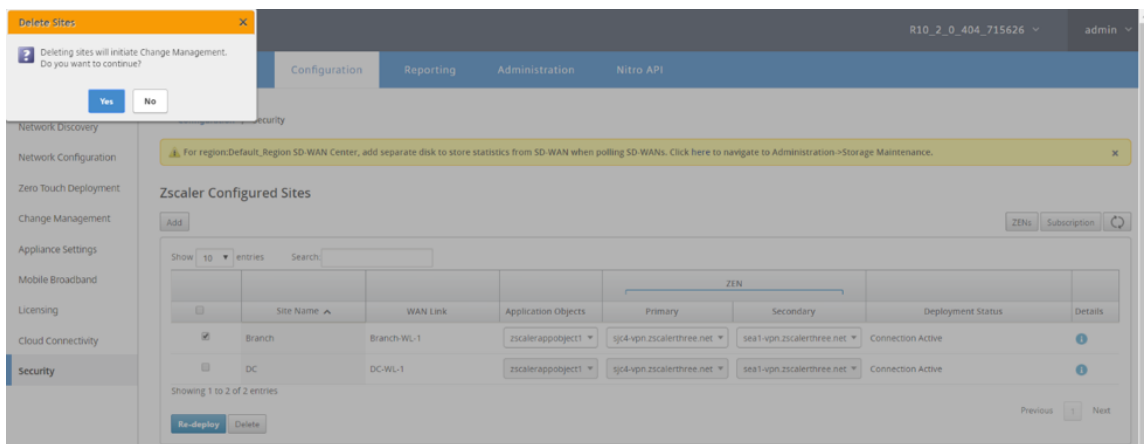 Delete Sites ×
Deleting sites will initiate Change Management.
Do you want to continue?
Yes No
R10_2_0_404_715626 admin
Configuration Reporting Administration Nitro API
Security
Network Discovery
Network Configuration
Zero Touch Deployment
Change Management
Appliance Settings
Mobile Broadband
Licensing
Cloud Connectivity
Security
For region:Default_Region SD-WAN Center, add separate disk to store statistics from SD-WAN when polling SD-WANs. Click here to navigate to Administration->Storage Maintenance. ×
Zscaler Configured Sites
Add ZENs Subscription
Show 10 entries Search:
ZEN
Site Name WAN Link Application Objects Primary Secondary Deployment Status Details
Branch Branch-WL-1 zscalerappobject1 sjc4-vpn.zscalerthree.net sea1-vpn.zscalerthree.net Connection Active
DC DC-WL-1 zscalerappobject1 sjc4-vpn.zscalerthree.net sea1-vpn.zscalerthree.net Connection Active
Showing 1 to 2 of 2 entries
Previous 1 Next
Re-deploy Delete